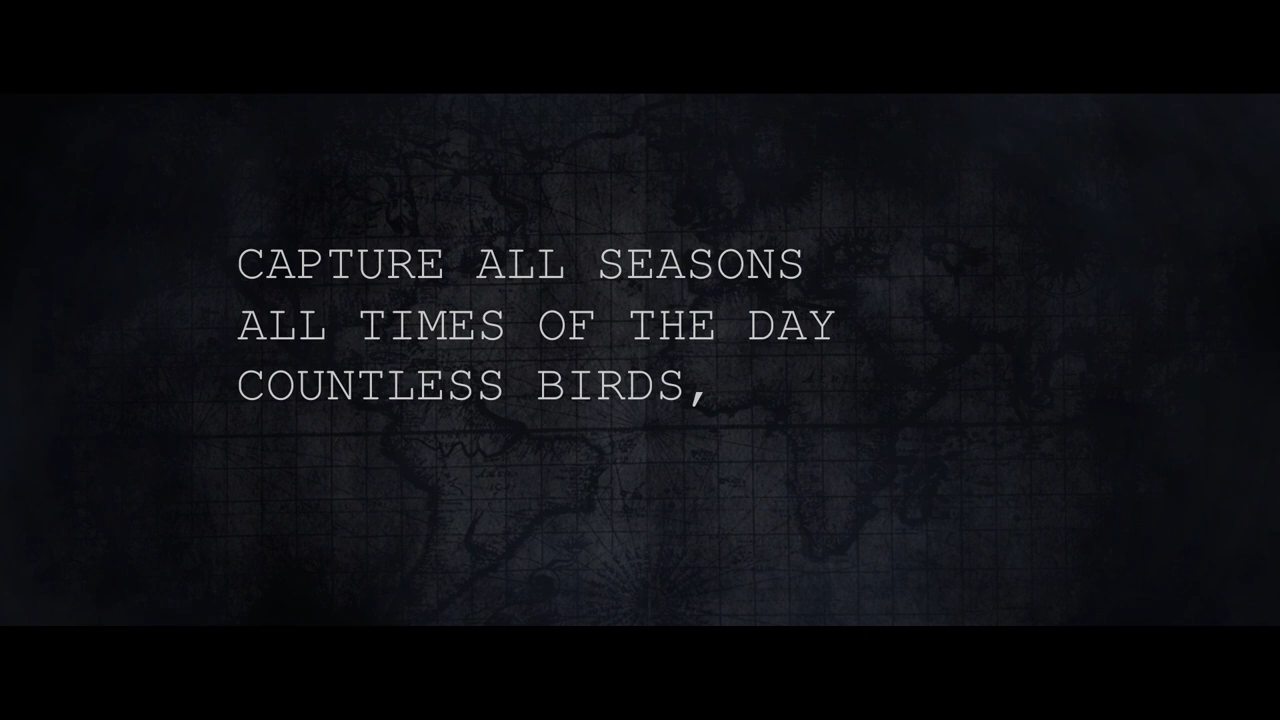 CAPTURE ALL SEASONS
ALL TIMES OF THE DAY
COUNTLESS BIRDS,